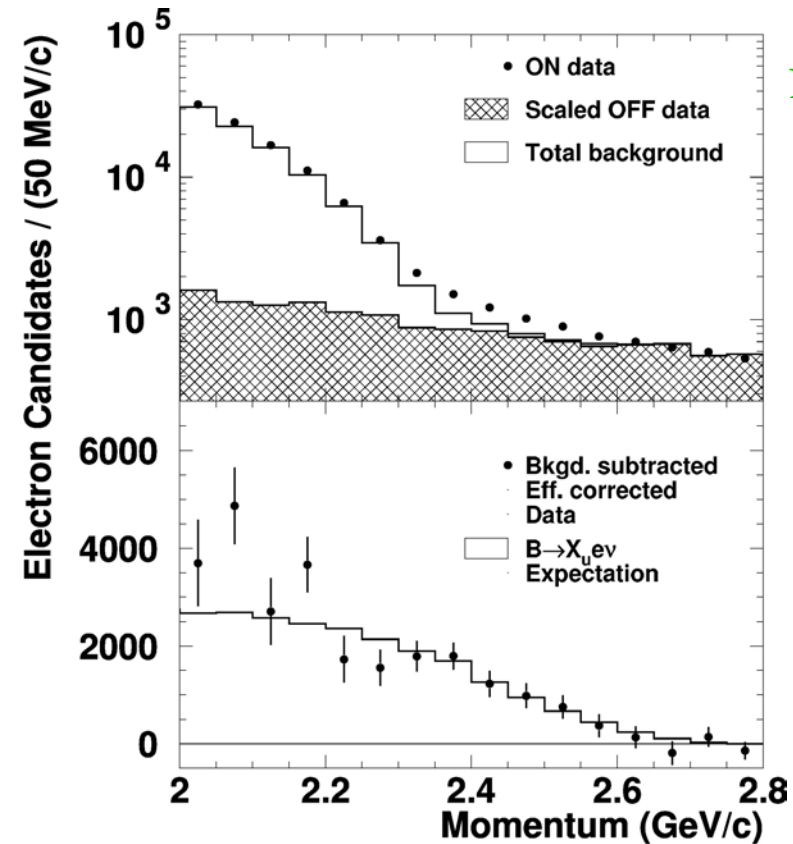 Electron Candidates / (50 MeV/c)
10 5
10 4
10 3
ON data
Scaled OFF data
Total background
6000
4000
2000
0
Bkgd. subtracted
Eff. corrected
Data
B→Xueν
Expectation
2 2.2 2.4 2.6 2.8
Momentum (GeV/c)